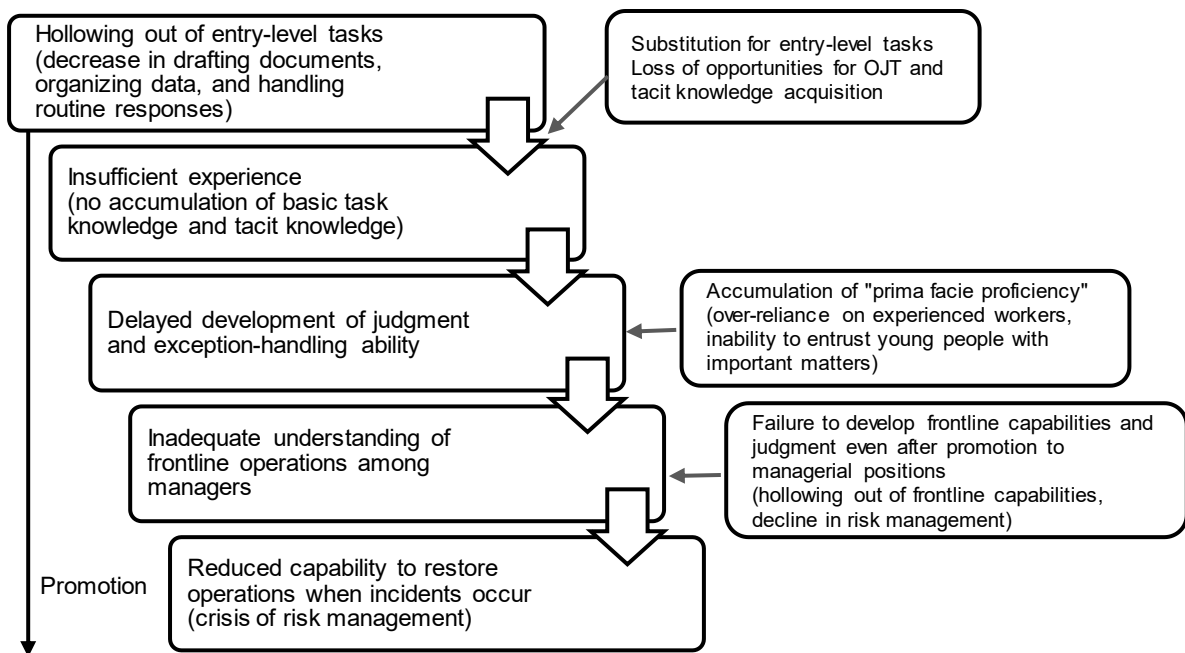 Hollowing out of entry-level tasks
(decrease in drafting documents,
organizing data, and handling
routine responses)
Substitution for entry-level tasks
Loss of opportunities for OJT and
tacit knowledge acquisition
Insufficient experience
(no accumulation of basic task
knowledge and tacit knowledge)
Delayed development of judgment
and exception-handling ability
Accumulation of "prima facie proficiency"
(over-reliance on experienced workers,
inability to entrust young people with
important matters)
Inadequate understanding of
frontline operations among
managers
Failure to develop frontline capabilities and
judgment even after promotion to
managerial positions
(hollowing out of frontline capabilities,
decline in risk management)
Reduced capability to restore
operations when incidents occur
(crisis of risk management)
Promotion